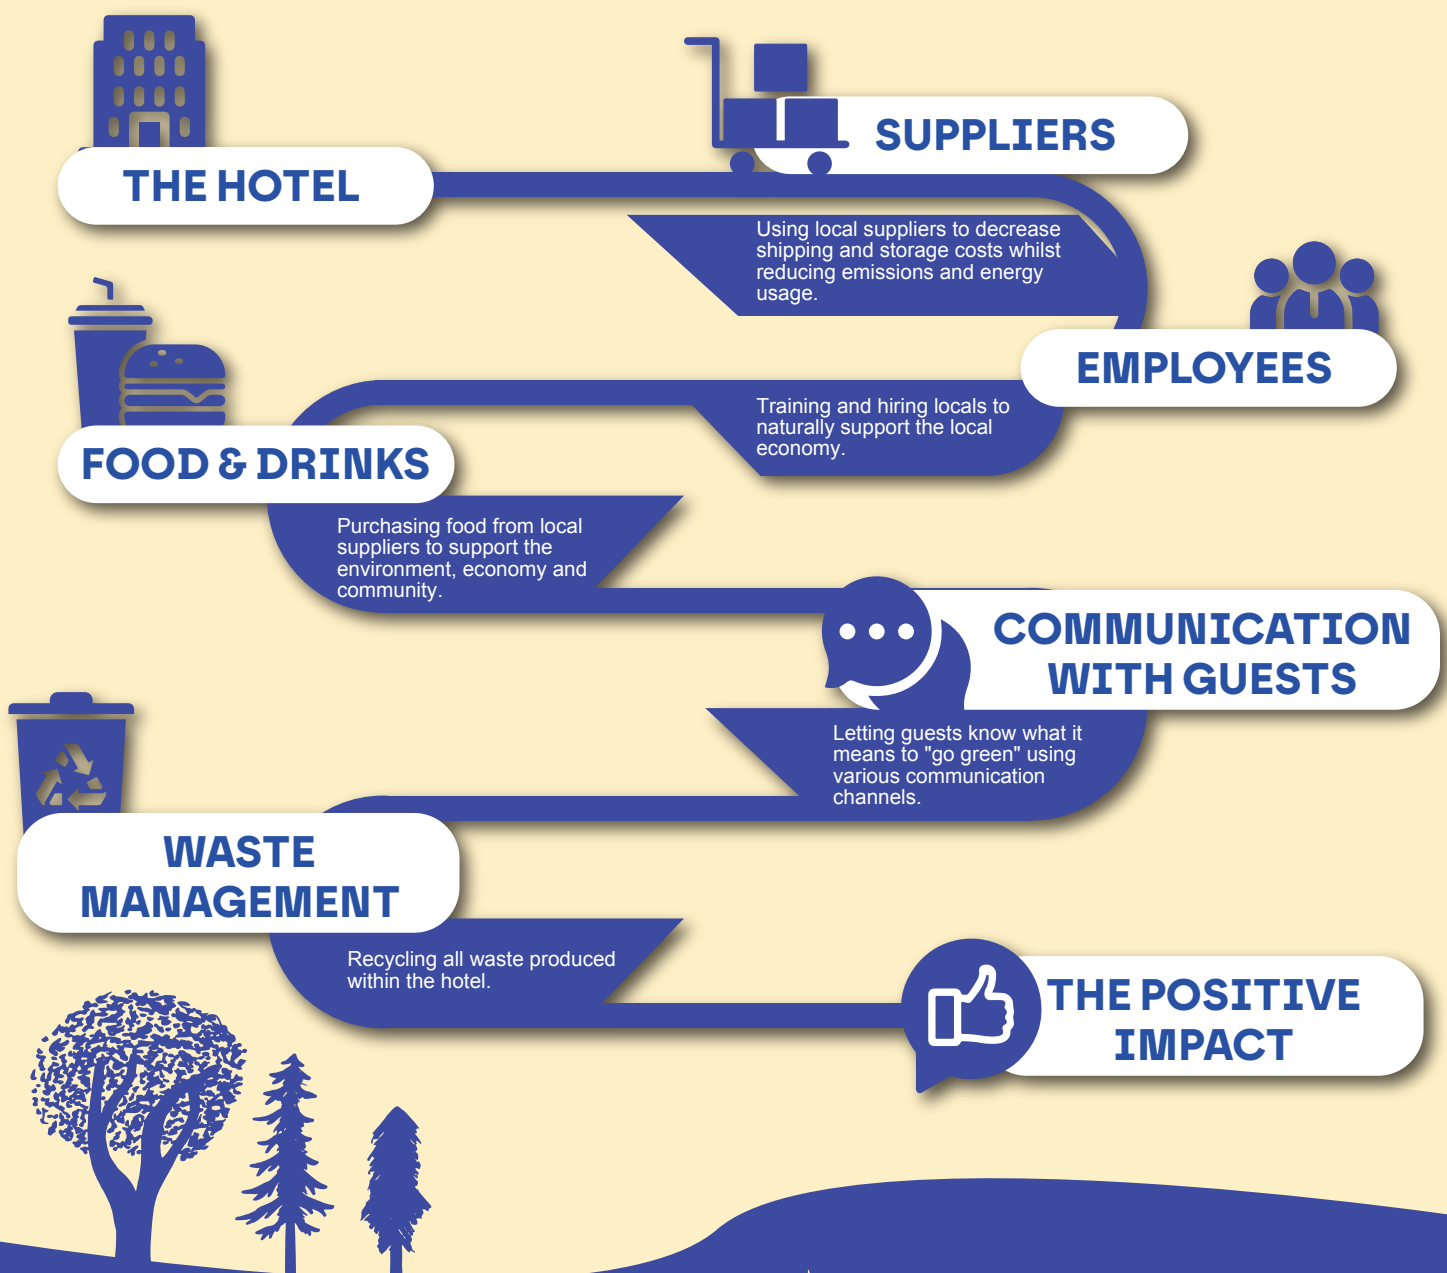 THE HOTEL
SUPPLIERS
Using local suppliers to decrease
shipping and storage costs whilst
reducing emissions and energy
usage.
EMPLOYEES
Training and hiring locals to
naturally support the local
economy.
FOOD & DRINKS
Purchasing food from local
suppliers to support the
environment, economy and
community.
COMMUNICATION
WITH GUESTS
Letting guests know what it
means to "go green" using
various communication
channels.
WASTE
MANAGEMENT
Recycling all waste produced
within the hotel.
THE POSITIVE
IMPACT